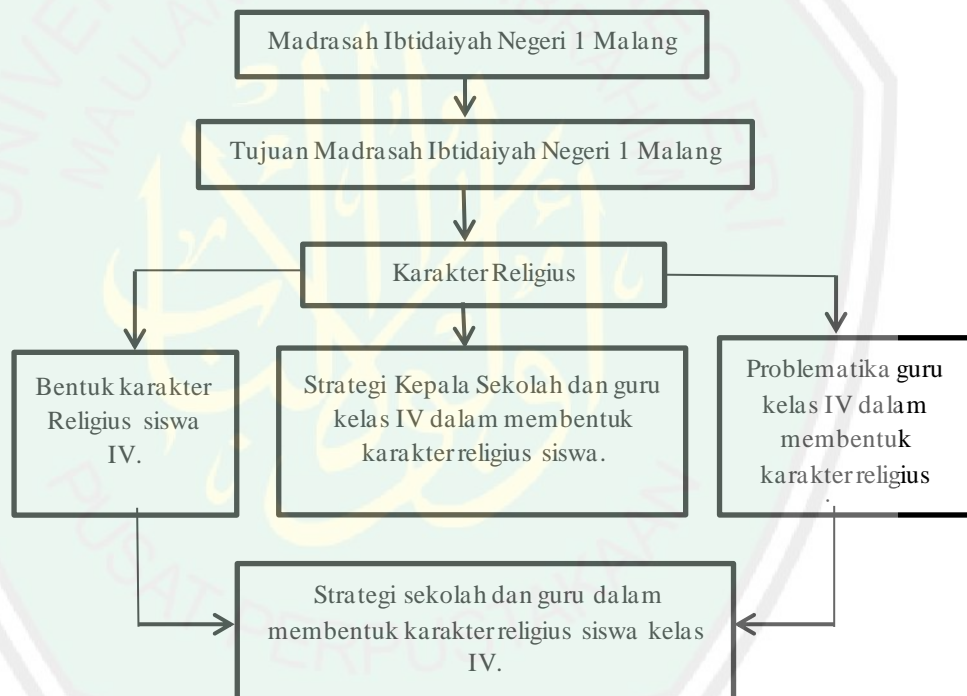 Madrasah Ibtidaiyah Negeri 1 Malang
Tujuan Madrasah Ibtidaiyah Negeri 1 Malang
Karakter Religius
Bentuk karakter
Religius siswa
IV.
Strategi Kepala Sekolah dan guru
kelas IV dalam membentuk
karakter religius siswa.
Problematika guru
kelas IV dalam
membentuk
karakter religius
.
Strategi sekolah dan guru dalam
membentuk karakter religius siswa kelas
IV.
PUSAT PERPUSTAKAAN